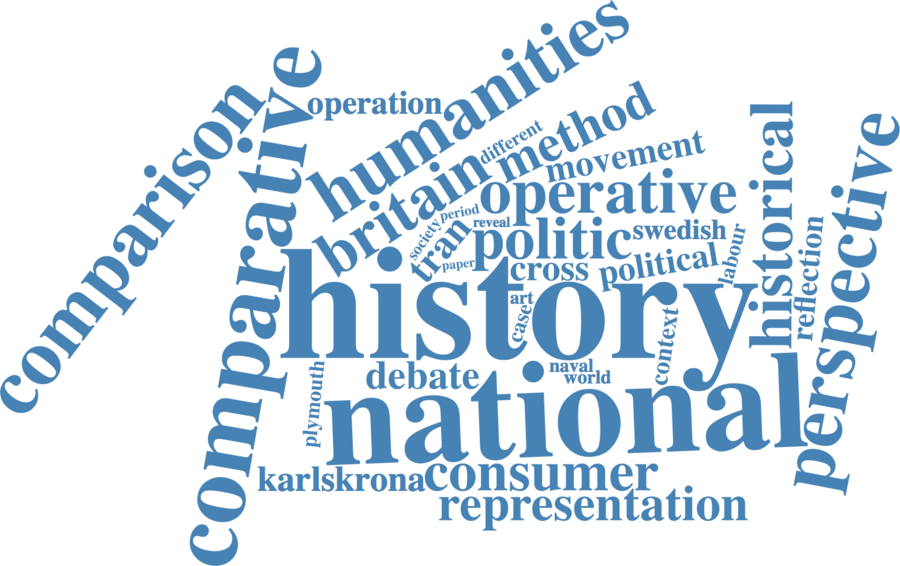 comparison
comparative
operation
humanities
britain
different
method
movement
operative
society
period
reveal
tran
paper
politic
swedish
cross
political
labour
historical
reflection
perspective
history
art
case
context
naval
world
debate
plymouth
national
karlskrona
consumer
representation